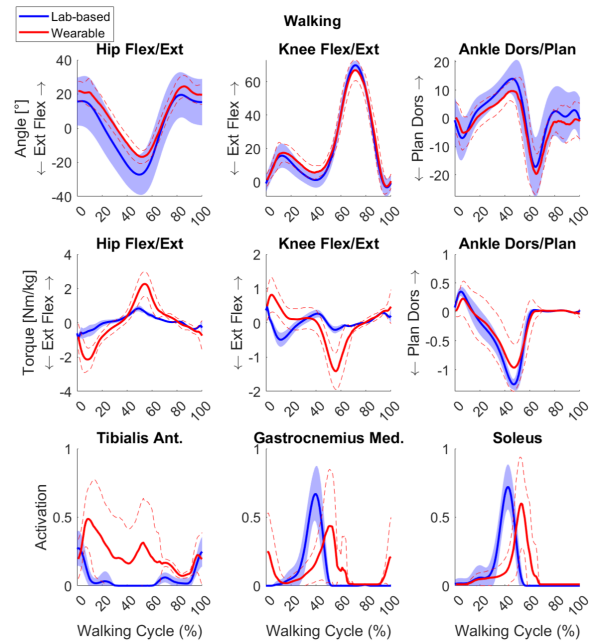 Walking
Lab-based
Wearable
Hip Flex/Ext
Knee Flex/Ext
Ankle Dors/Plan
Angle [°]
← Ext Flex →
40
20
0
-20
-40
0 20 40 60 80 100
← Ext Flex →
60
40
20
0
0 20 40 60 80 100
← Plan Dors →
20
10
0
-10
-20
0 20 40 60 80 100
Hip Flex/Ext
Knee Flex/Ext
Ankle Dors/Plan
Torque [Nm/kg]
← Ext Flex →
4
2
0
-2
-4
0 20 40 60 80 100
← Ext Flex →
2
1
0
-1
-2
0 20 40 60 80 100
← Plan Dors →
0.5
0
-0.5
-1
0 20 40 60 80 100
Tibialis Ant.
Gastrocnemius Med.
Soleus
Activation
1
0.5
0
0 20 40 60 80 100
1
0.5
0
0 20 40 60 80 100
1
0.5
0
0 20 40 60 80 100
Walking Cycle (%)
Walking Cycle (%)
Walking Cycle (%)